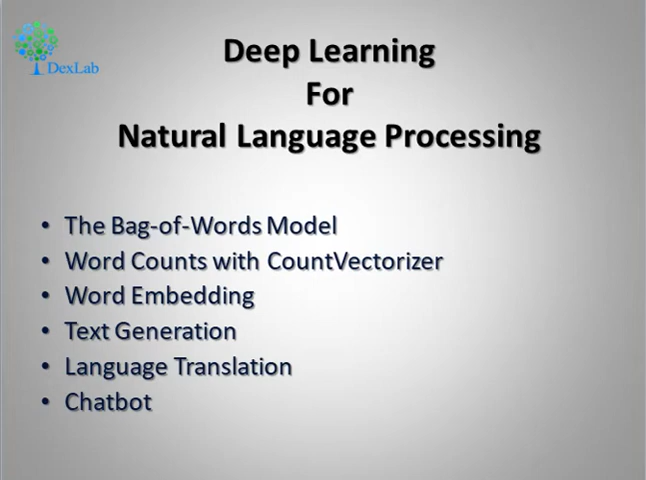 DexLab
Deep Learning
For
Natural Language Processing
• The Bag-of-Words Model
• Word Counts with CountVectorizer
• Word Embedding
• Text Generation
• Language Translation
• Chatbot